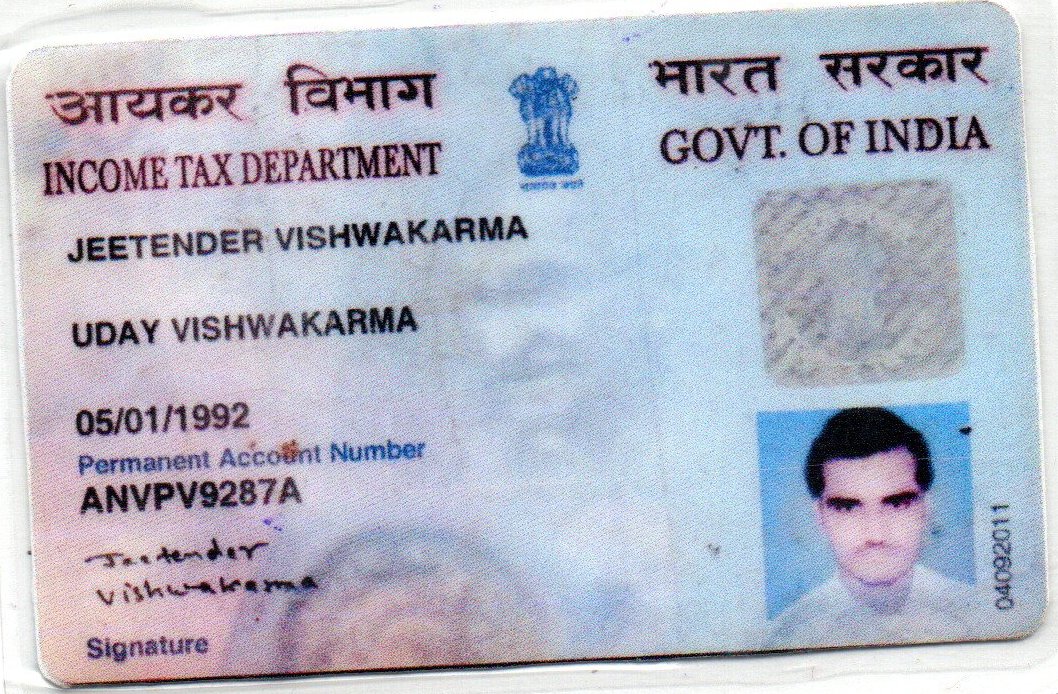 आयकर विभाग
INCOME TAX DEPARTMENT
भारत सरकार
GOVT. OF INDIA
JEETENDER VISHWAKARMA
UDAY VISHWAKARMA
05/01/1992
Permanent Account Number
ANVPV9287A
Jeetender
Vishwakarma
Signature
04092011